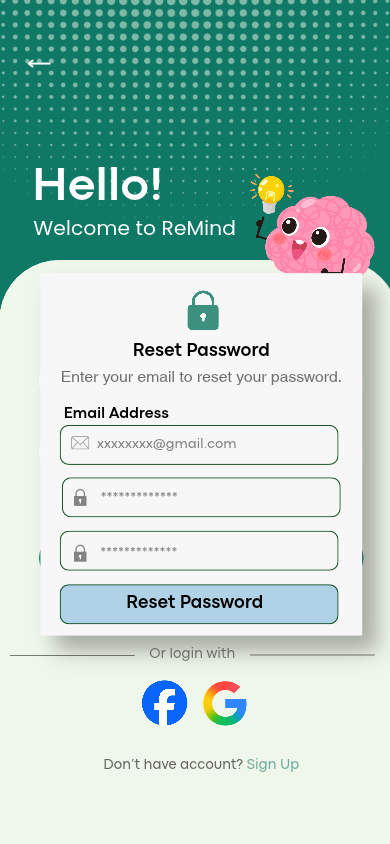 Hello!
Welcome to ReMind
Reset Password
Enter your email to reset your password.
Email Address
xxxxxxxx@gmail.com
*************
*************
Reset Password
Or login with
Don't have account? Sign Up